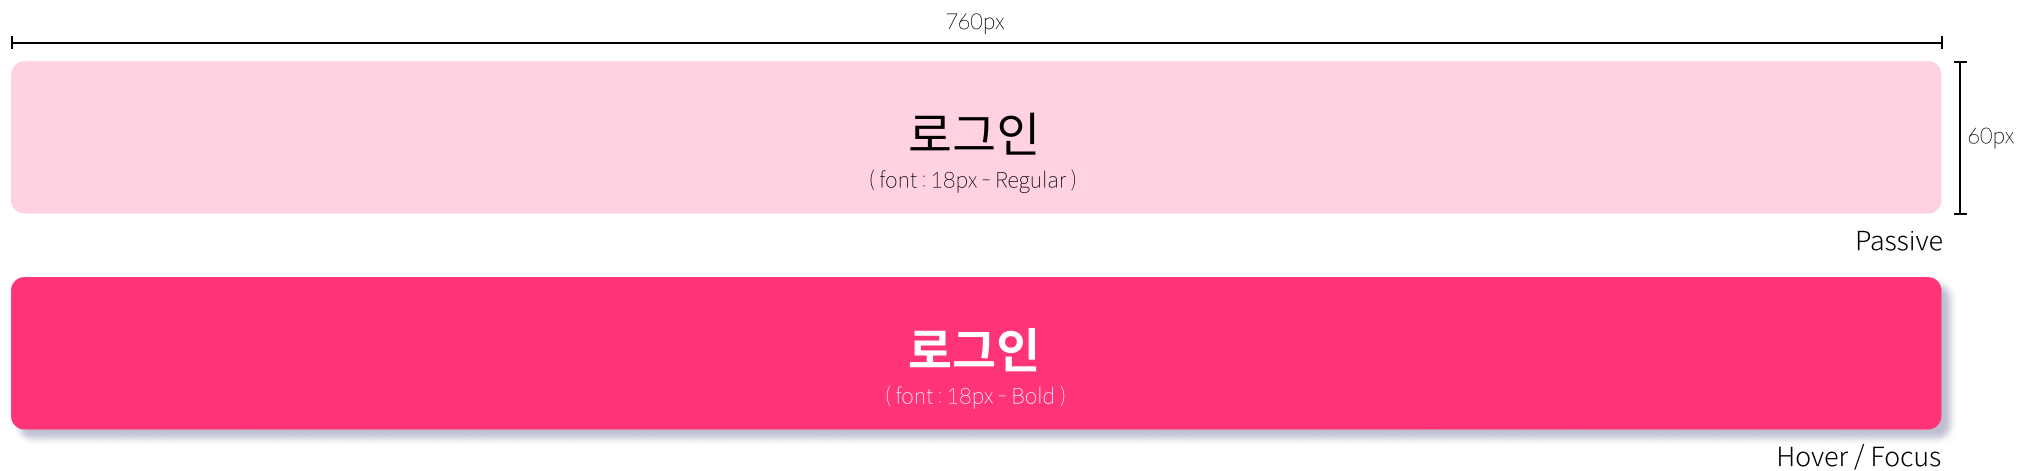 760px
로그인
( font : 18px - Regular )
60px
Passive
로그인
( font : 18px - Bold )
Hover / Focus